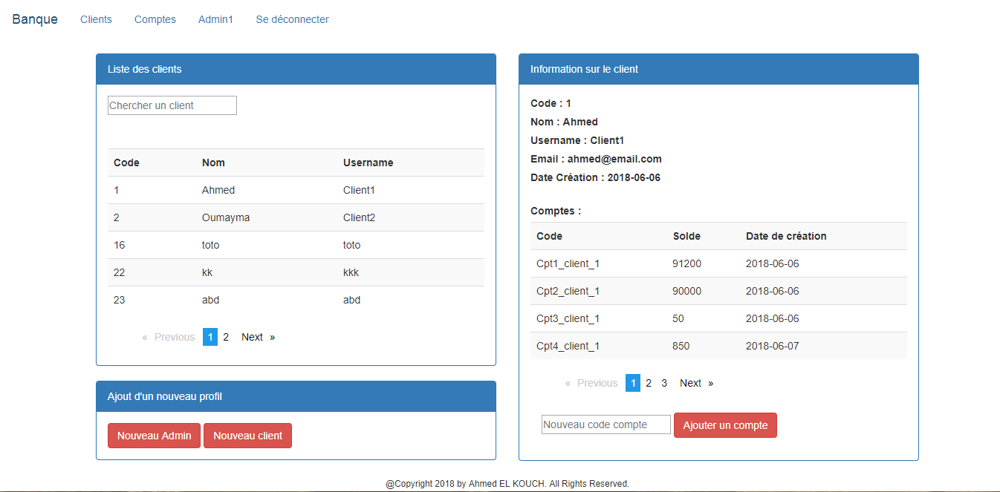 Banque Clients Comptes Admin1 Se déconnecter
Liste des clients
Chercher un client
Code Nom Username
1 Ahmed Client1
2 Oumayma Client2
16 toto toto
22 kk kkk
23 abd abd
« Previous 1 2 Next »
Ajout d'un nouveau profil
Nouveau Admin Nouveau client
Information sur le client
Code : 1
Nom : Ahmed
Username : Client1
Email : ahmed@email.com
Date Création : 2018-06-06
Comptes :
Code Solde Date de création
Cpt1_client_1 91200 2018-06-06
Cpt2_client_1 90000 2018-06-06
Cpt3_client_1 50 2018-06-06
Cpt4_client_1 850 2018-06-07
« Previous 1 2 3 Next »
Nouveau code compte Ajouter un compte
@Copyright 2018 by Ahmed EL KOUCH. All Rights Reserved.